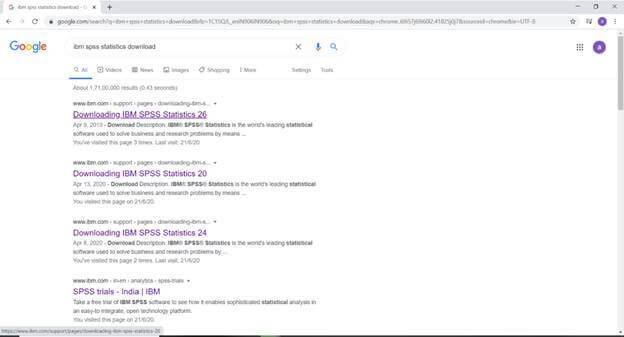 ibm spss statistics download - G
google.com/search?q=ibm+spss+statistics+download&rlz=1C1SQJL_enIN906IN906&oq=ibm+spss+statistics+download&aqs=chrome..69i57j69i60l2.4182j0j7&sourceid=chrome&ie=UTF-8
Google
ibm spss statistics download
a
All Videos News Images Shopping More Settings Tools
About 1,71,00,000 results (0.43 seconds)
www.ibm.com › support › pages › downloading-ibm-s...
Downloading IBM SPSS Statistics 26
Apr 9, 2019 - Download Description. IBM® SPSS® Statistics is the world's leading statistical
software used to solve business and research problems by means ...
You've visited this page 3 times. Last visit: 21/6/20
www.ibm.com › support › pages › downloading-ibm-s...
Downloading IBM SPSS Statistics 20
Apr 13, 2020 - Download Description. IBM® SPSS® Statistics is the world's leading statistical
software used to solve business and research problems by means ...
You visited this page on 21/6/20.
www.ibm.com › support › pages › downloading-ibm-s...
Downloading IBM SPSS Statistics 24
Apr 8, 2020 - Download Description. IBM® SPSS® Statistics is the world's leading statistical
software used to solve business and research problems by ...
You've visited this page 2 times. Last visit: 21/6/20
www.ibm.com › in-en › analytics › spss-trials
SPSS trials - India | IBM
Take a free trial of IBM SPSS software to see how it enables sophisticated statistical analysis in
an easy-to integrate, open technology platform.
You visited this page on 21/6/20.
https://www.ibm.com/support/pages/downloading-ibm-spss-statistics-26